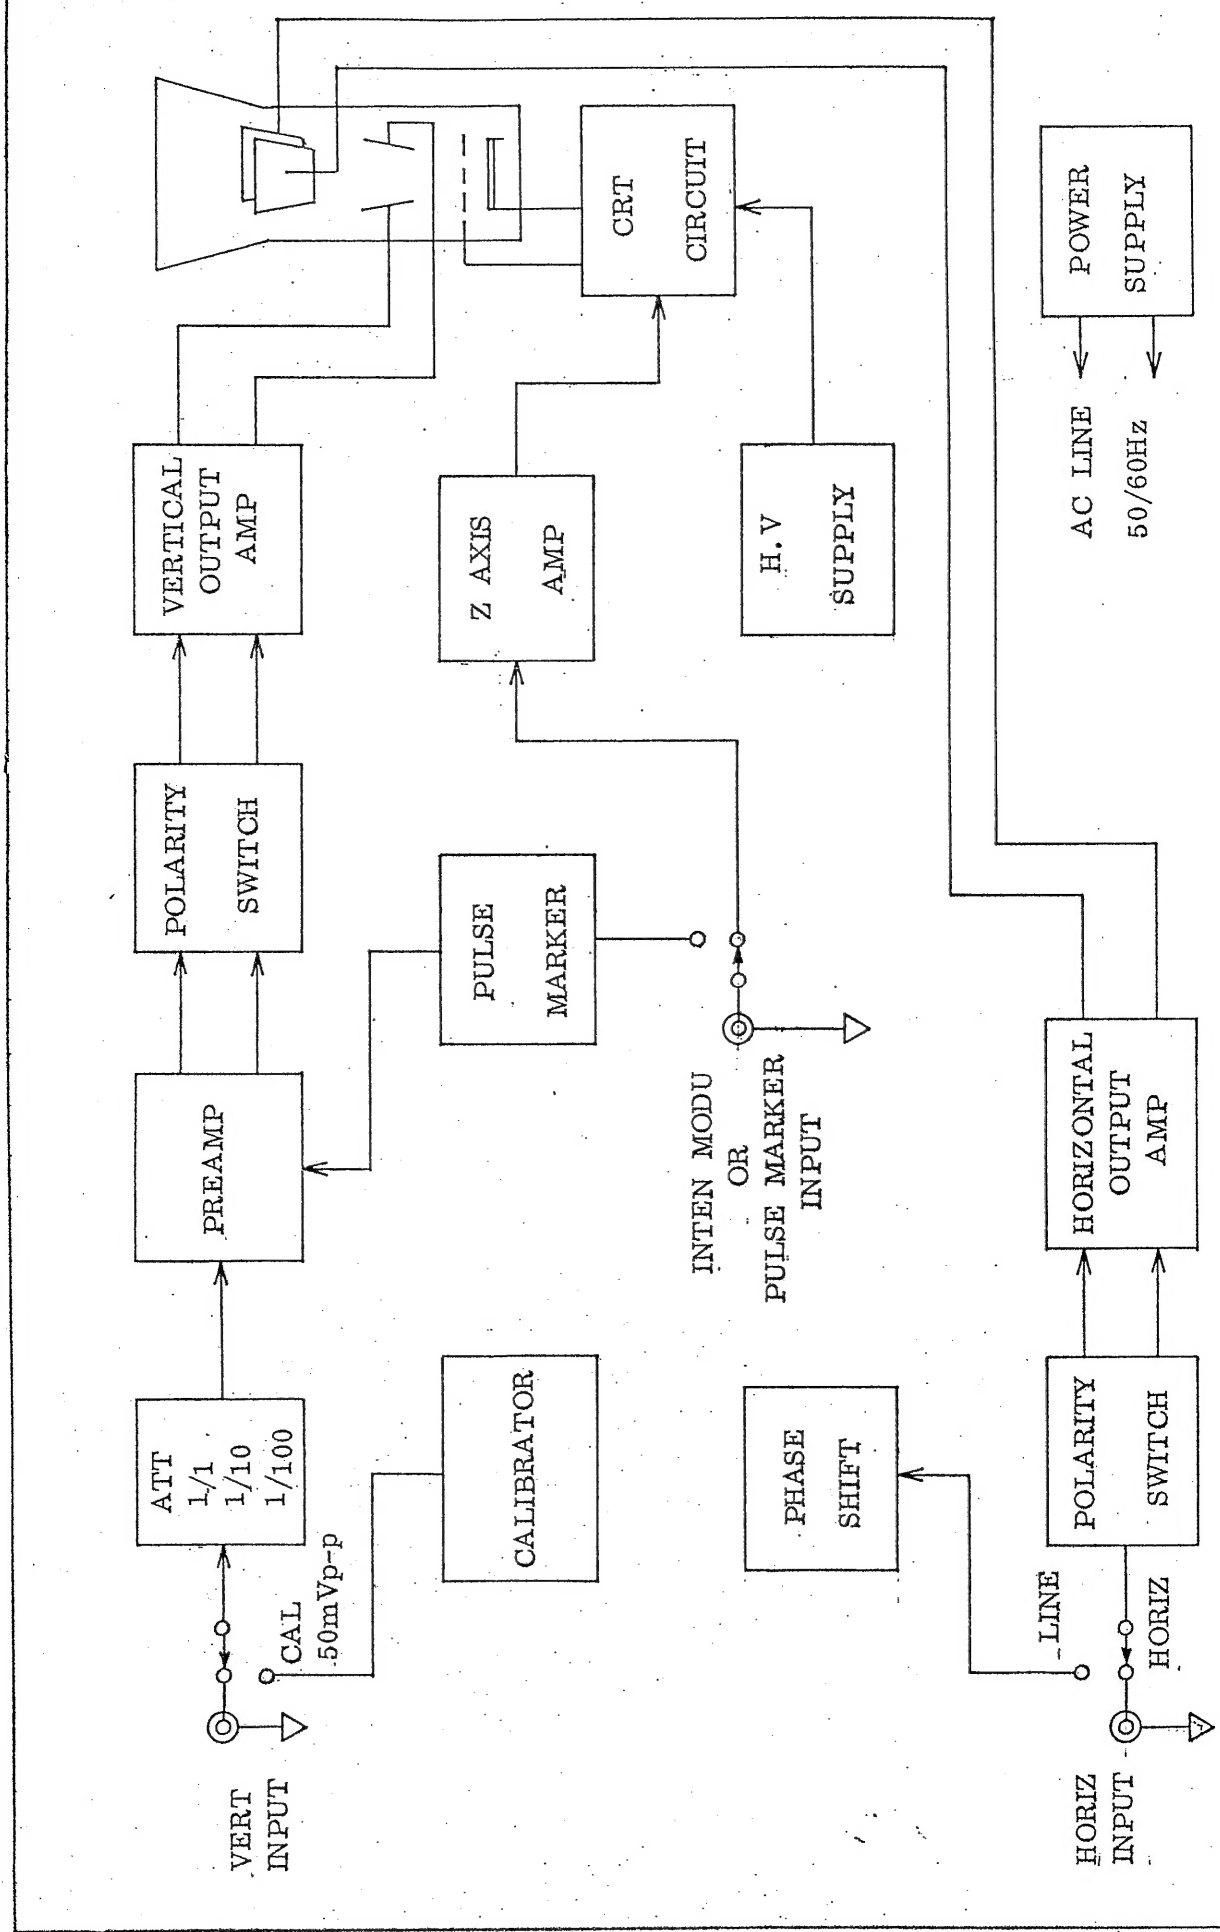 VERT
INPUT
CAL
50mVp-p
ATT
1/1
1/10
1/100
CALIBRATOR
PREAMP
PULSE
MARKER
POLARITY
SWITCH
VERTICAL
OUTPUT
AMP
Z AXIS
AMP
H.V
SUPPLY
CRT
CIRCUIT
INTEN MODU
OR
PULSE MARKER
INPUT
PHASE
SHIFT
LINE
HORIZ
HORIZ
INPUT
POLARITY
SWITCH
HORIZONTAL
OUTPUT
AMP
AC LINE
50/60Hz
POWER
SUPPLY